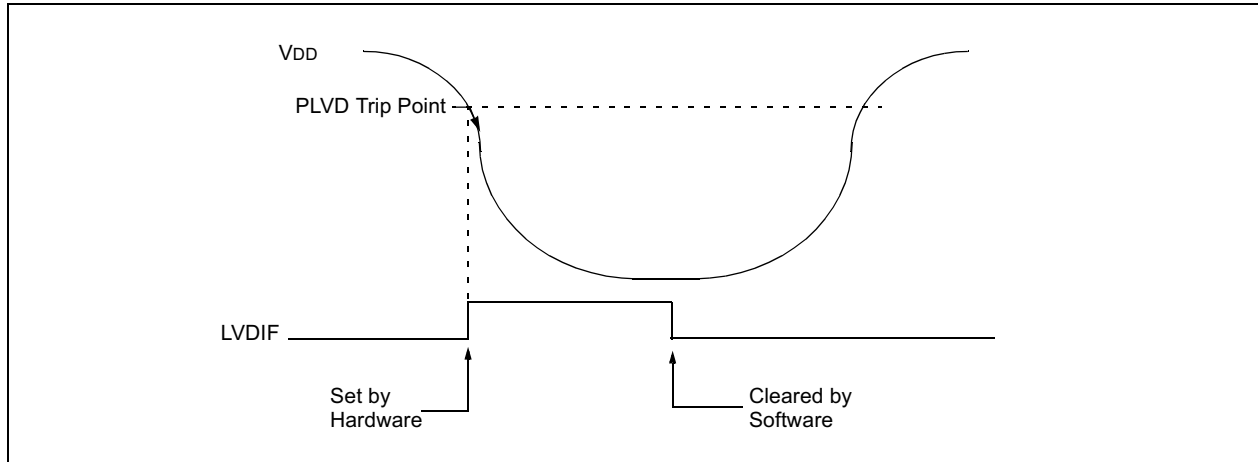 VDD
PLVD Trip Point
LVDIF
Set by
Hardware
Cleared by
Software